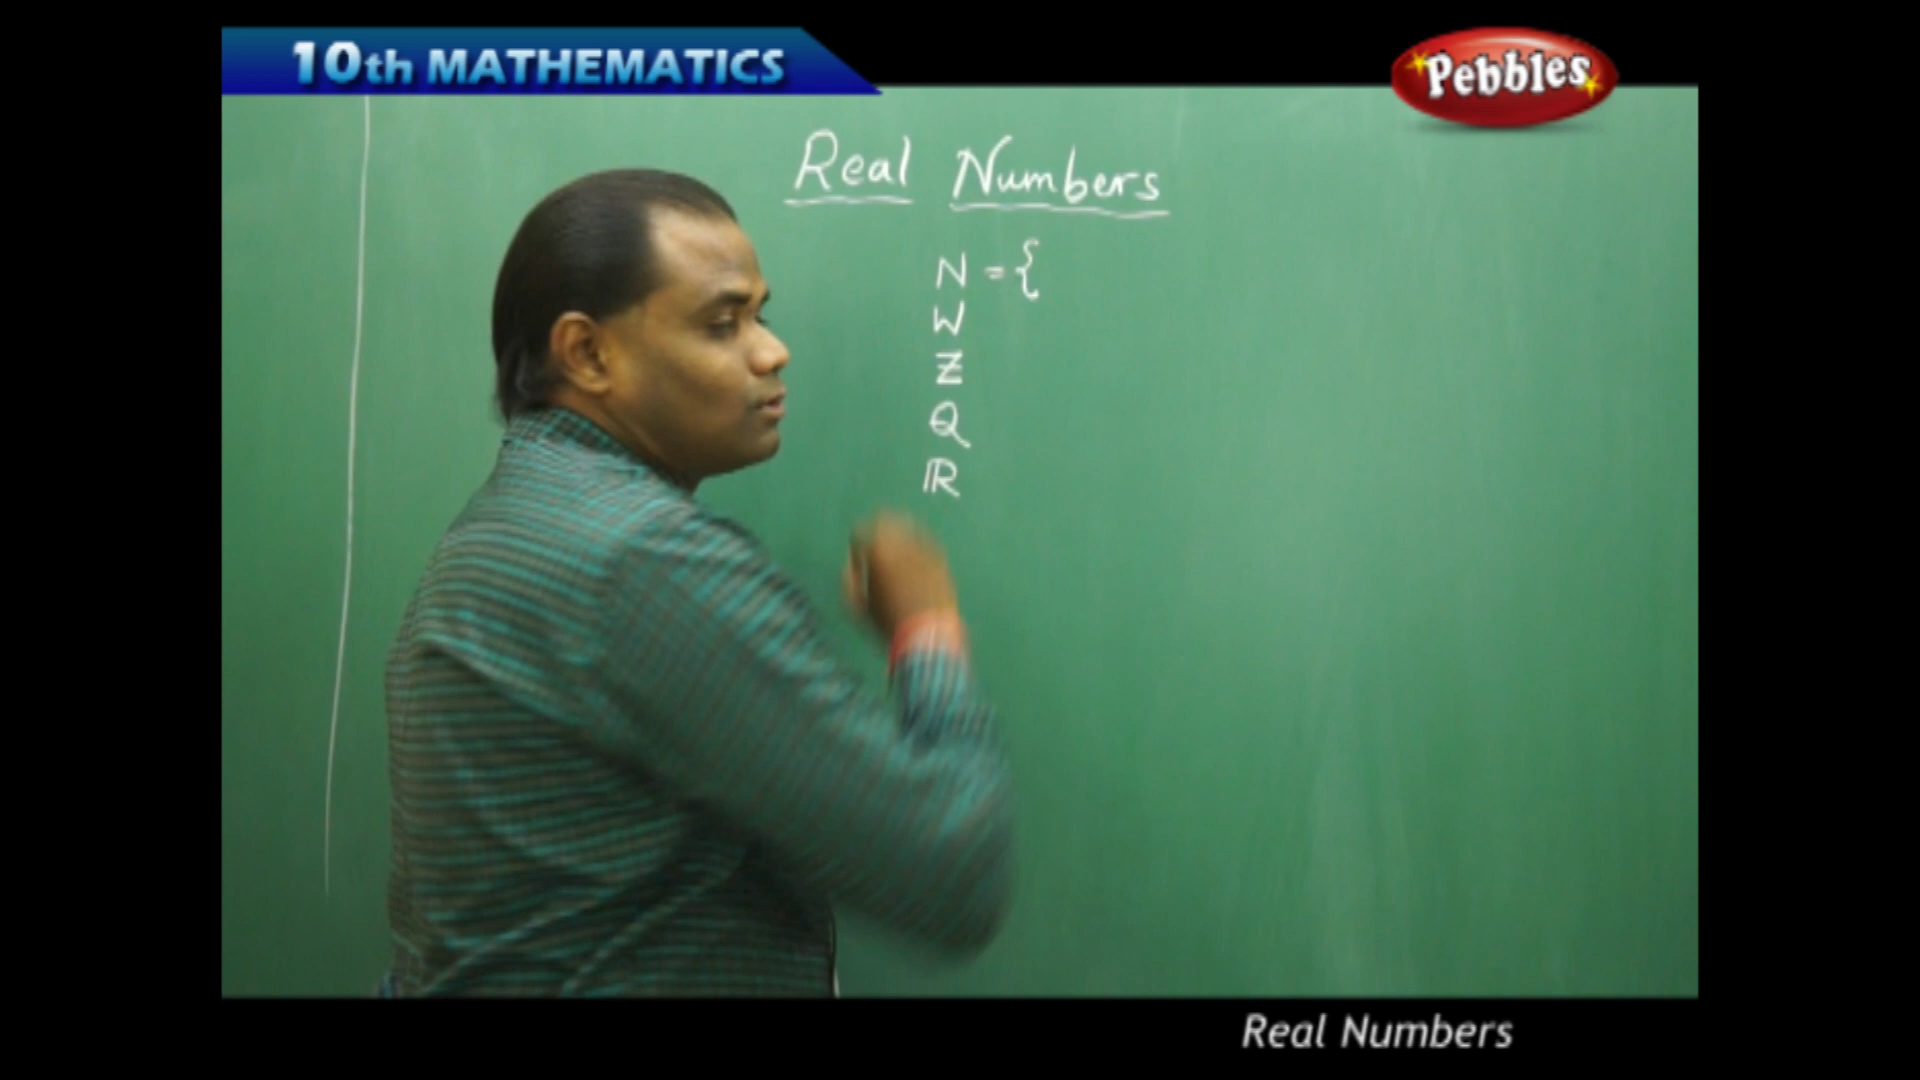 10th MATHEMATICS
Pebbles
Real Numbers
N = {
W
Z
Q
R
Real Numbers